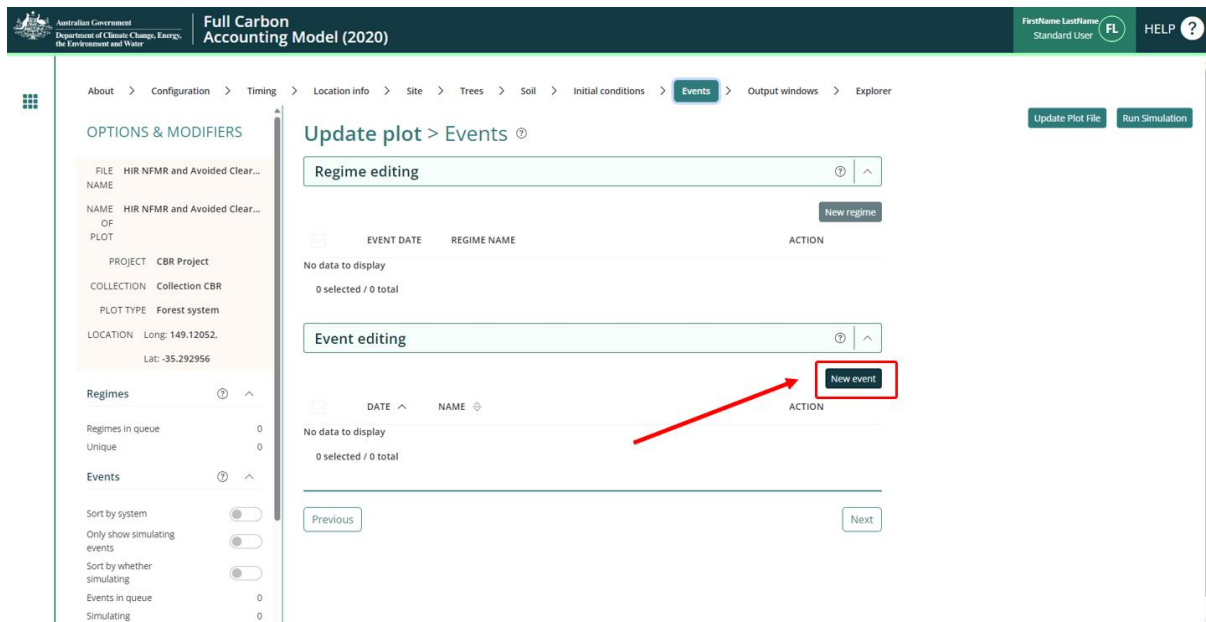 Australian Government
Department of Climate Change, Energy,
the Environment and Water
Full Carbon
Accounting Model (2020)
FirstName LastName
Standard User
FL
HELP ?
About > Configuration > Timing > Location info > Site > Trees > Soil > Initial conditions > Events > Output windows > Explorer
Update Plot File
Run Simulation
OPTIONS & MODIFIERS
FILE NAME HIR NFMR and Avoided Clear...
NAME OF PLOT HIR NFMR and Avoided Clear...
PROJECT CBR Project
COLLECTION Collection CBR
PLOT TYPE Forest system
LOCATION Long: 149.12052,
Lat: -35.292956
Regimes ?
Regimes in queue 0
Unique 0
Events ?
Sort by system
Only show simulating
events
Sort by whether
simulating
Events in queue 0
Simulating 0
Update plot > Events ?
Regime editing ?
New regime
EVENT DATE REGIME NAME ACTION
No data to display
0 selected / 0 total
Event editing ?
New event
DATE NAME ACTION
No data to display
0 selected / 0 total
Previous
Next